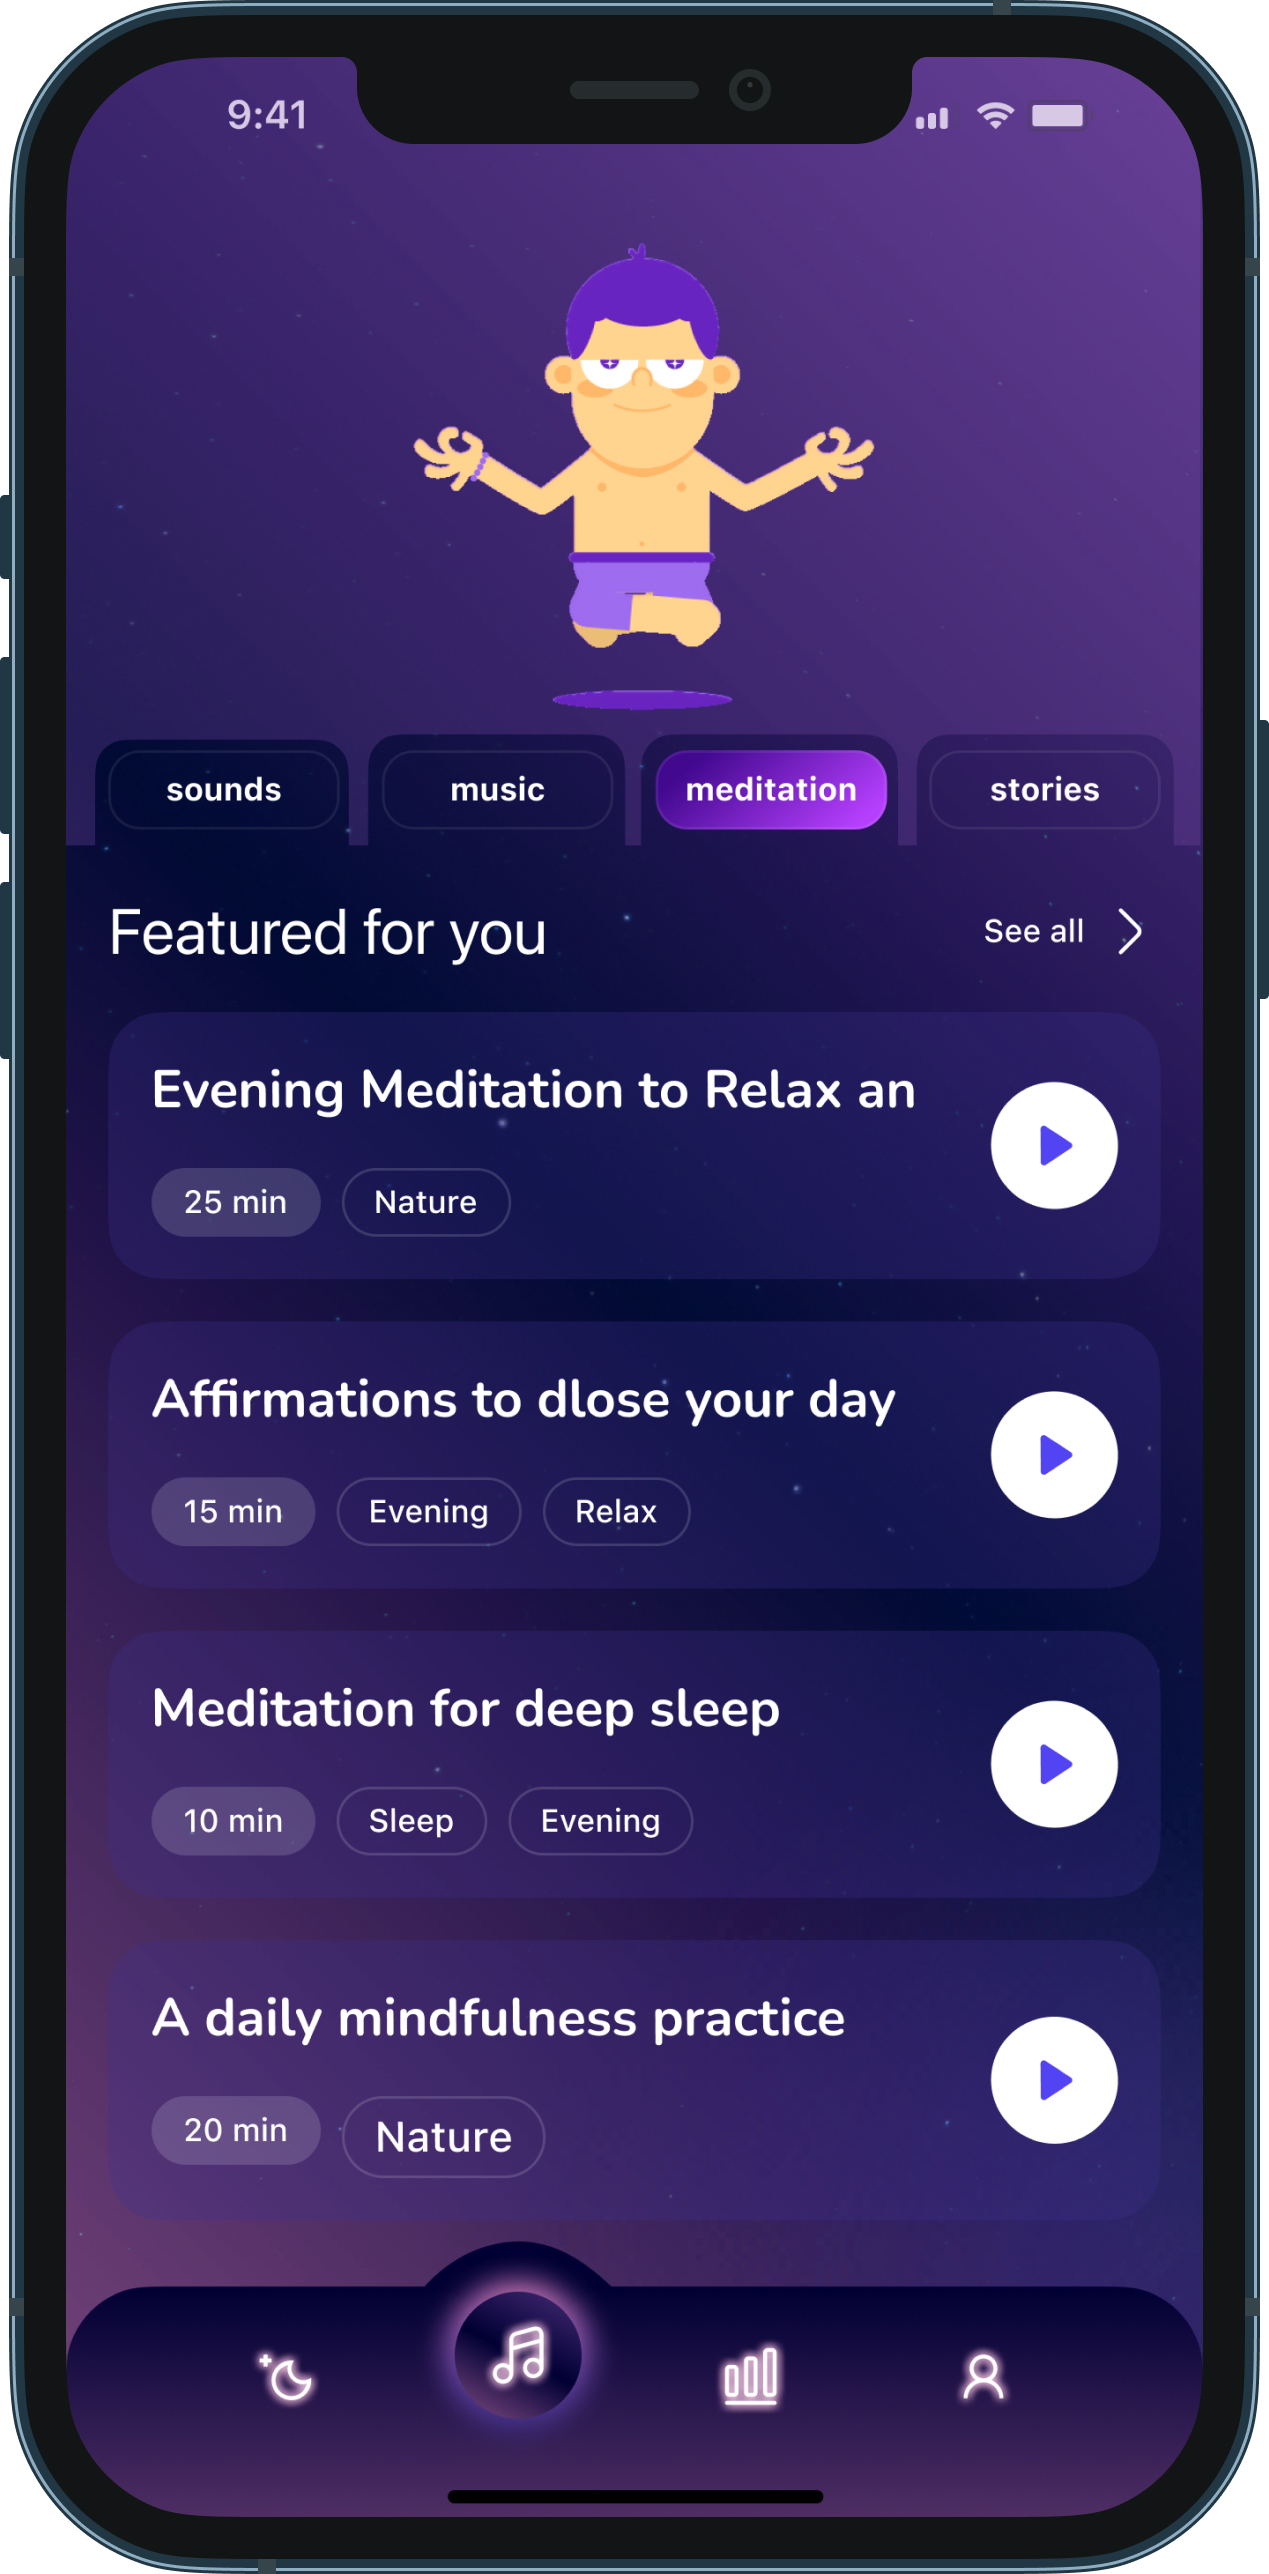 9:41
sounds music meditation stories
Featured for you See all
Evening Meditation to Relax an
25 min Nature
Affirmations to dlose your day
15 min Evening Relax
Meditation for deep sleep
10 min Sleep Evening
A daily mindfulness practice
20 min Nature